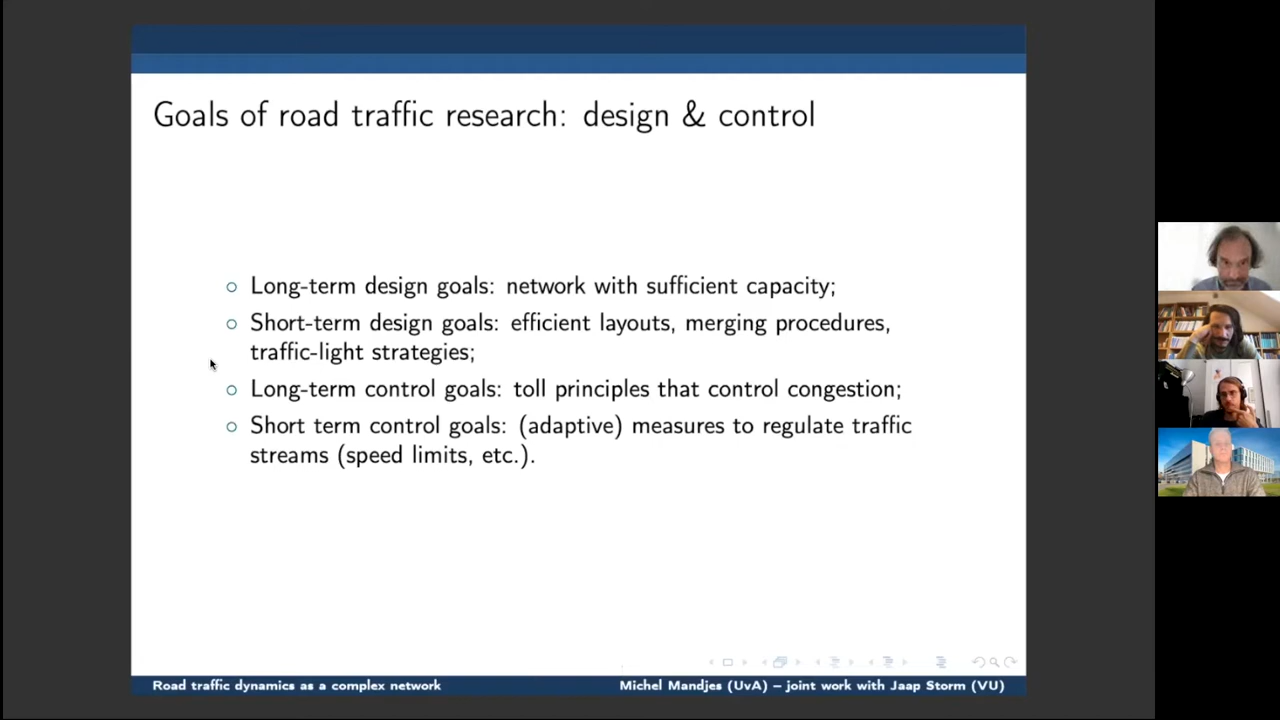 Goals of road traffic research: design & control
Long-term design goals: network with sufficient capacity;
Short-term design goals: efficient layouts, merging procedures,
traffic-light strategies;
Long-term control goals: toll principles that control congestion;
Short term control goals: (adaptive) measures to regulate traffic
streams (speed limits, etc.).
Road traffic dynamics as a complex network
Michel Mandjes (UvA) – joint work with Jaap Storm (VU)